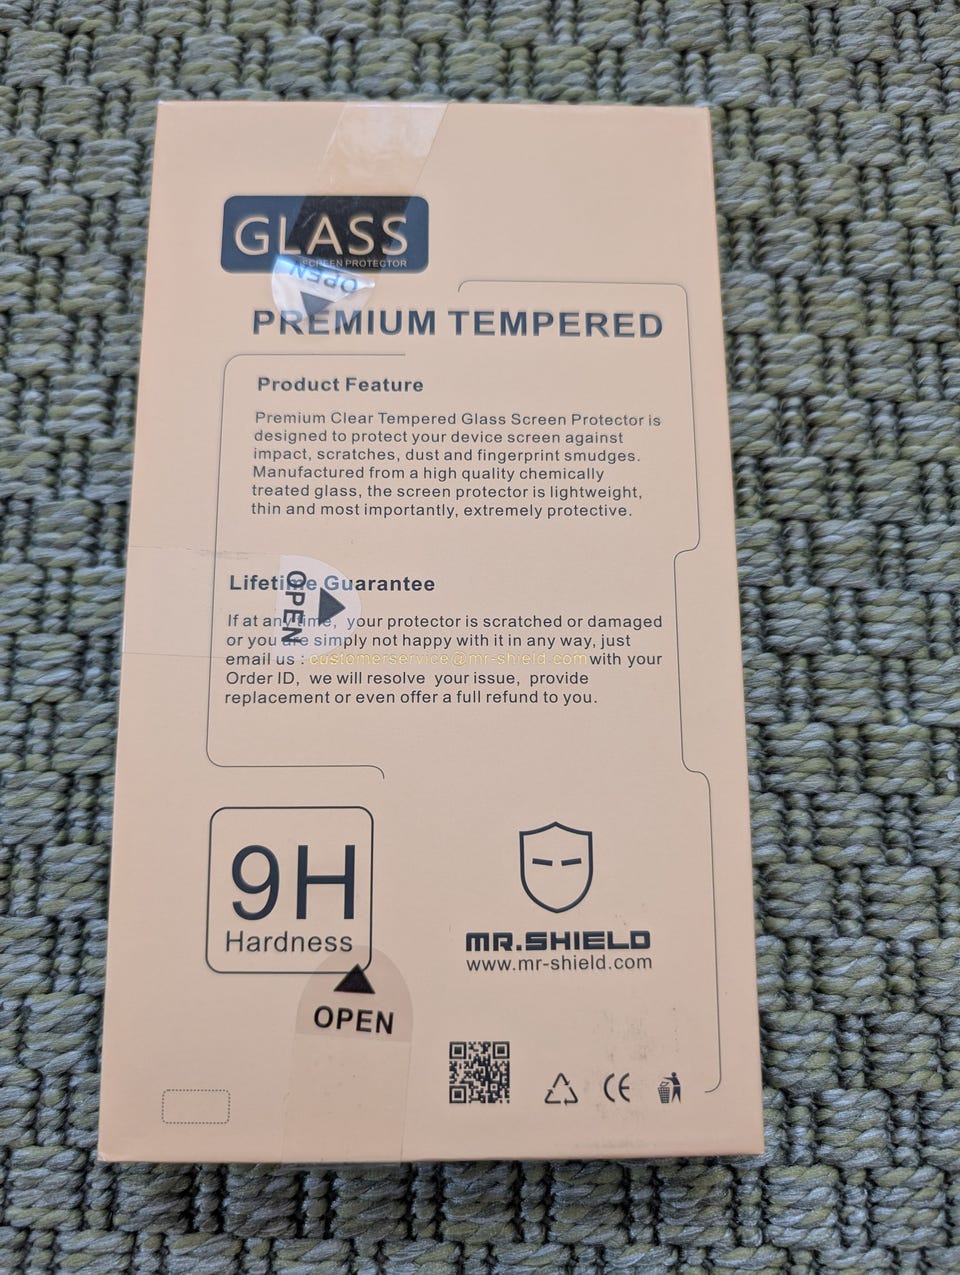 GLASS
SCREEN PROTECTOR
OPEN
PREMIUM TEMPERED
Product Feature
Premium Clear Tempered Glass Screen Protector is
designed to protect your device screen against
impact, scratches, dust and fingerprint smudges.
Manufactured from a high quality chemically
treated glass, the screen protector is lightweight,
thin and most importantly, extremely protective.
Lifetime Guarantee
OPEN
If at any time, your protector is scratched or damaged
or you are simply not happy with it in any way, just
email us : customerservice@mr-shield.com with your
Order ID, we will resolve your issue, provide
replacement or even offer a full refund to you.
9H
Hardness
MR.SHIELD
www.mr-shield.com
OPEN
CE